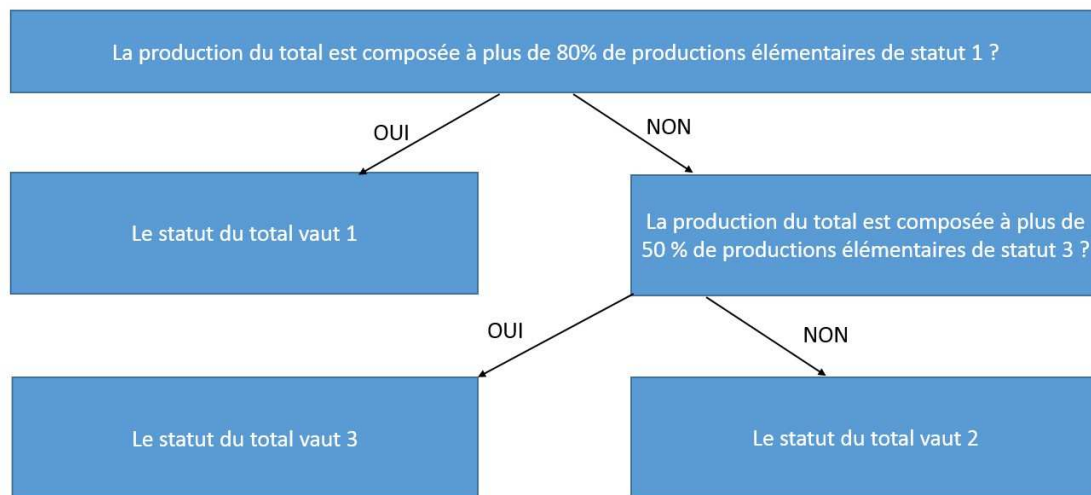 La production du total est composée à plus de 80% de productions élémentaires de statut 1 ?
OUI
NON
Le statut du total vaut 1
La production du total est composée à plus de
50 % de productions élémentaires de statut 3 ?
OUI
NON
Le statut du total vaut 3
Le statut du total vaut 2